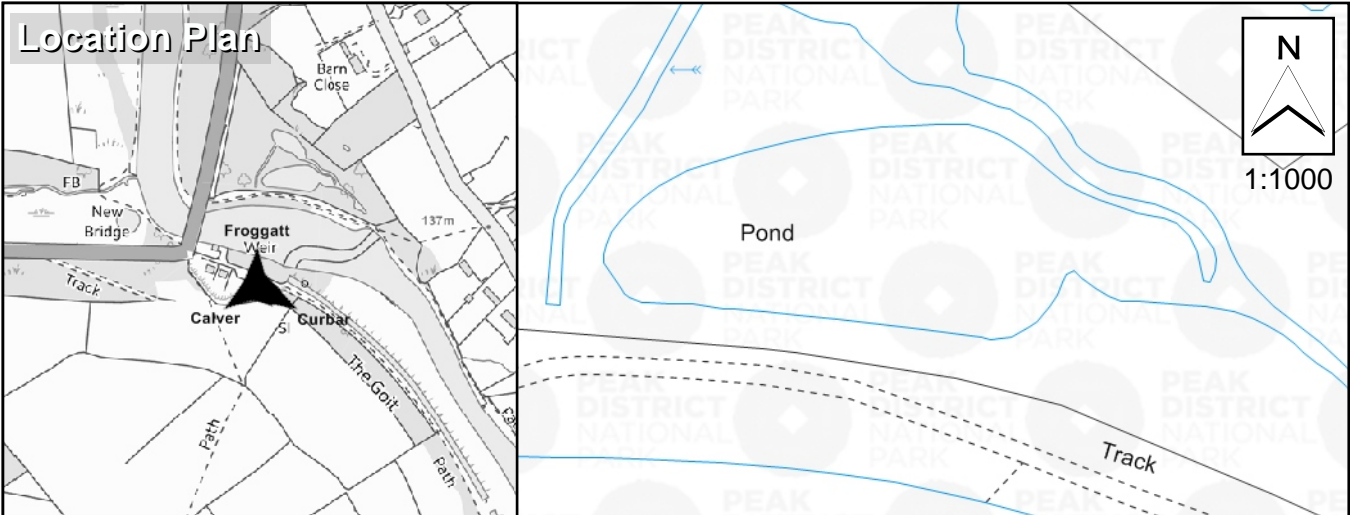 Location Plan
Barn
Close
FB
New
Bridge
137m
Froggatt
Weir
Track
Calver
Curbar
SI
The Goit
Path
Path
N
1:1000
Pond
Track
PEAK
DISTRICT
NATIONAL
PARK